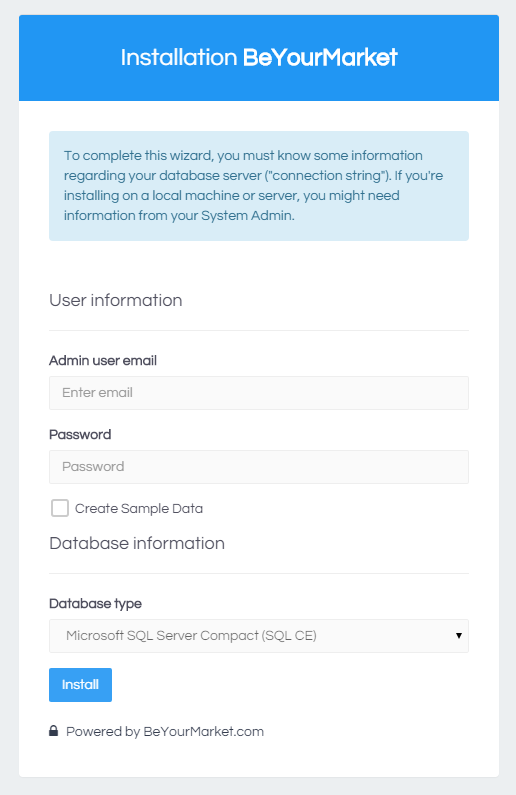 Installation BeYourMarket
To complete this wizard, you must know some information
regarding your database server ("connection string"). If you're
installing on a local machine or server, you might need
information from your System Admin.
User information
Admin user email
Enter email
Password
Password
Create Sample Data
Database information
Database type
Microsoft SQL Server Compact (SQL CE)
Install
Powered by BeYourMarket.com